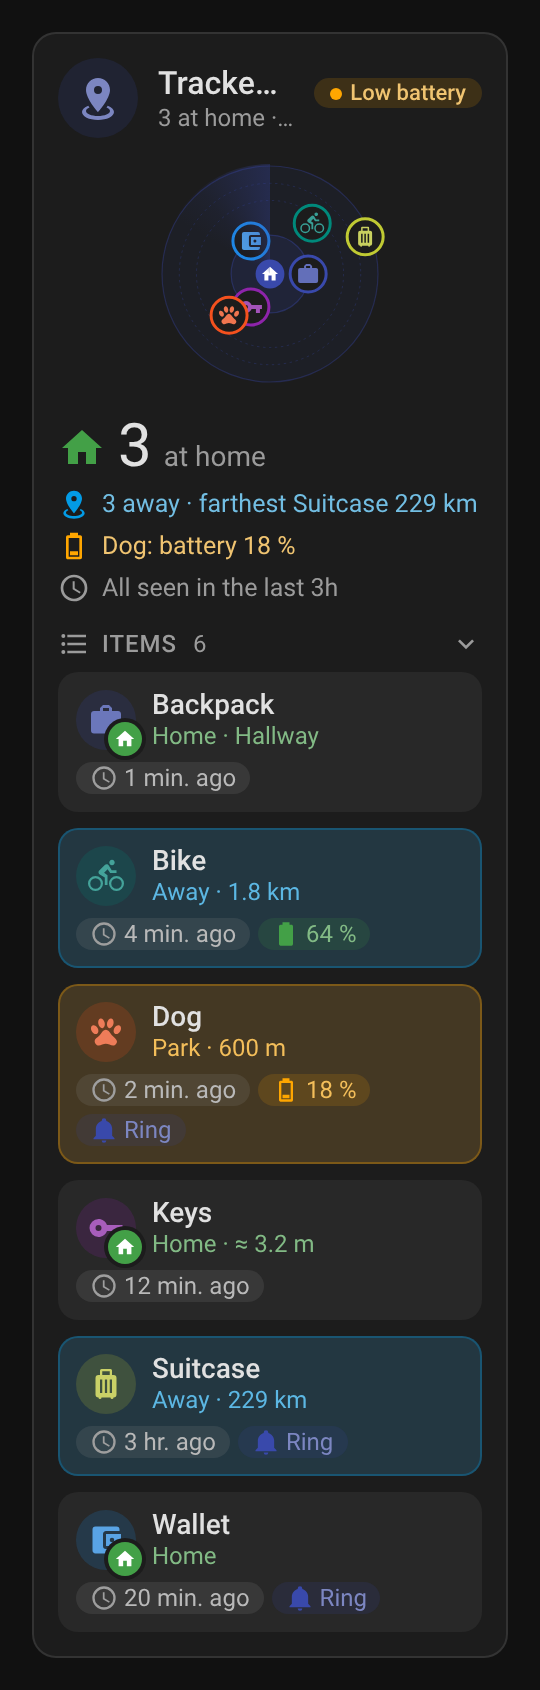 Tracke...
3 at home ·...
Low battery
3 at home
3 away · farthest Suitcase 229 km
Dog: battery 18 %
All seen in the last 3h
ITEMS 6
Backpack
Home · Hallway
1 min. ago
Bike
Away · 1.8 km
4 min. ago 64 %
Dog
Park · 600 m
2 min. ago 18 %
Ring
Keys
Home · ≈ 3.2 m
12 min. ago
Suitcase
Away · 229 km
3 hr. ago Ring
Wallet
Home
20 min. ago Ring